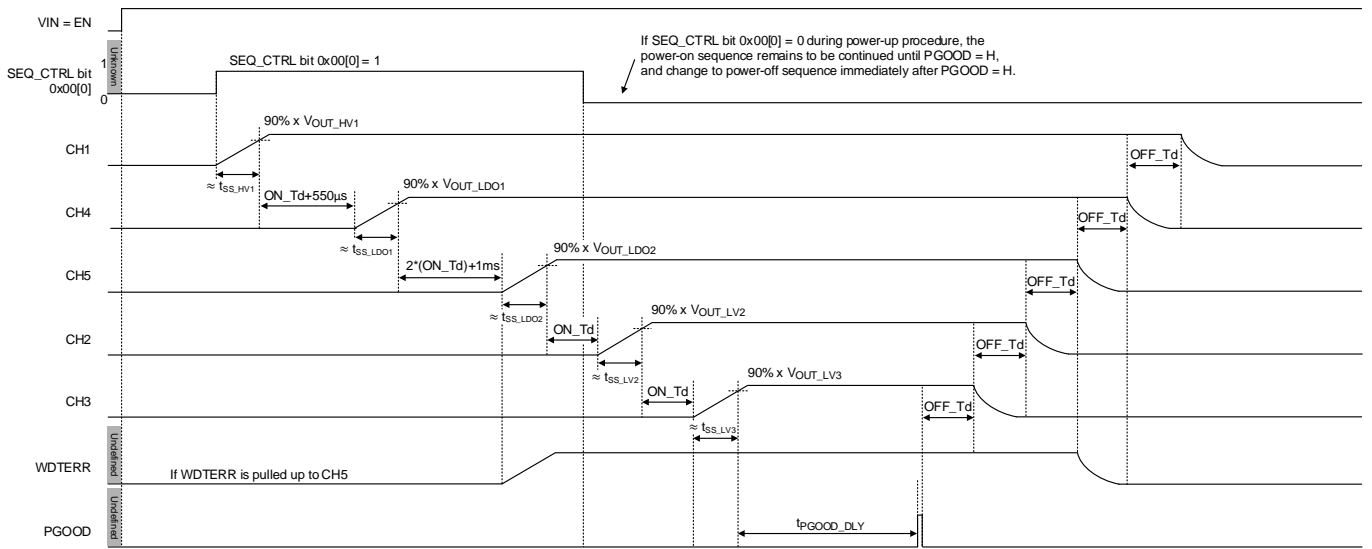 VIN = EN
Unknown
1
SEQ_CTRL bit
0x00[0]
0
SEQ_CTRL bit 0x00[0] = 1
If SEQ_CTRL bit 0x00[0] = 0 during power-up procedure, the
power-on sequence remains to be continued until PGOOD = H,
and change to power-off sequence immediately after PGOOD = H.
90% x VOUT_HV1
CH1
OFF_Td
≈ tSS_HV1
ON_Td+550µs
90% x VOUT_LDO1
CH4
OFF_Td
≈ tSS_LDO1
2*(ON_Td)+1ms
90% x VOUT_LDO2
CH5
OFF_Td
≈ tSS_LDO2
ON_Td
90% x VOUT_LV2
CH2
OFF_Td
≈ tSS_LV2
ON_Td
90% x VOUT_LV3
CH3
OFF_Td
≈ tSS_LV3
Undefined
WDTERR
If WDTERR is pulled up to CH5
Undefined
PGOOD
tPGOOD_DLY